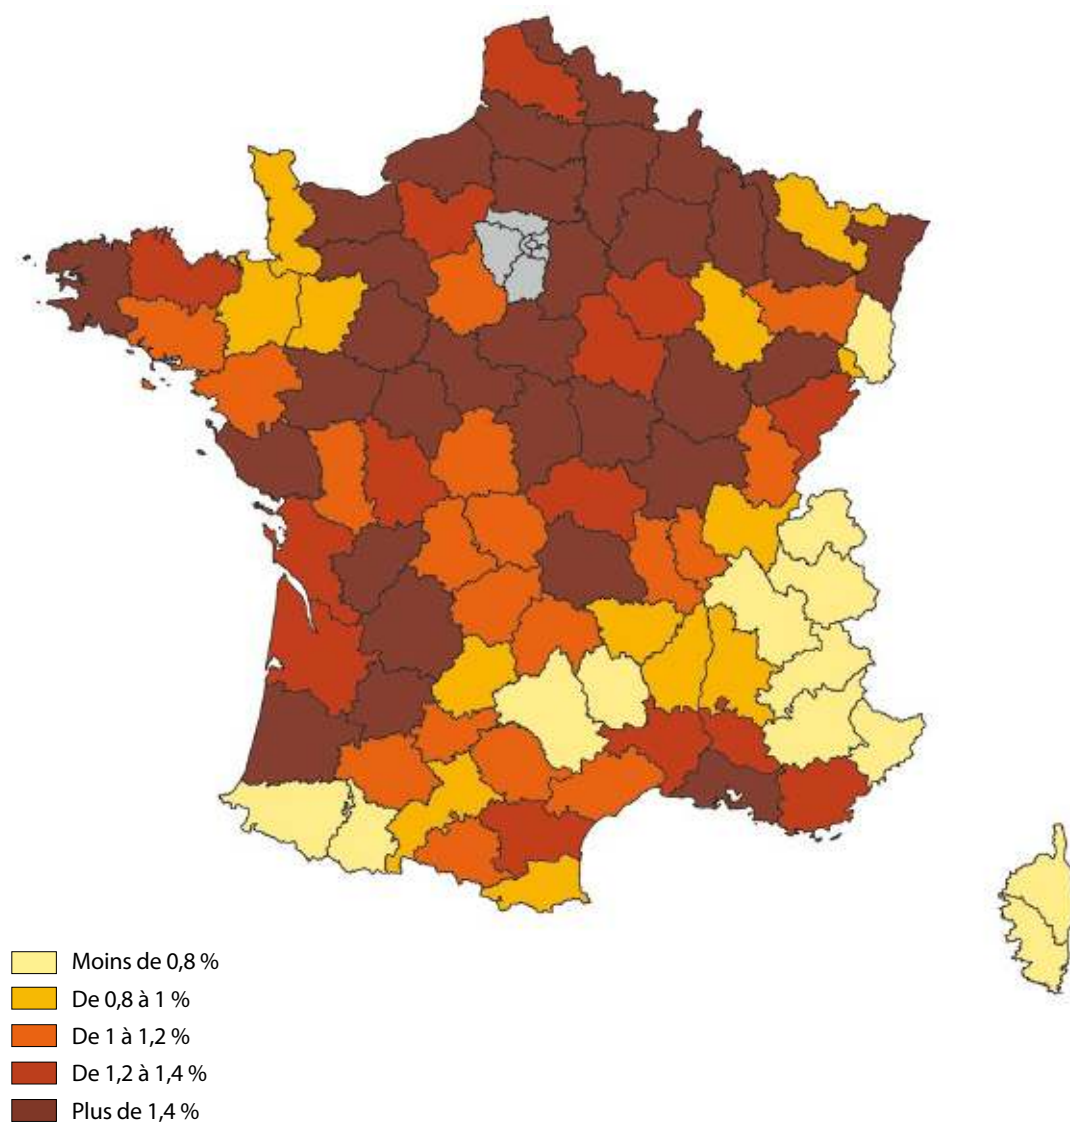 Moins de 0,8 %
De 0,8 à 1 %
De 1 à 1,2 %
De 1,2 à 1,4 %
Plus de 1,4 %